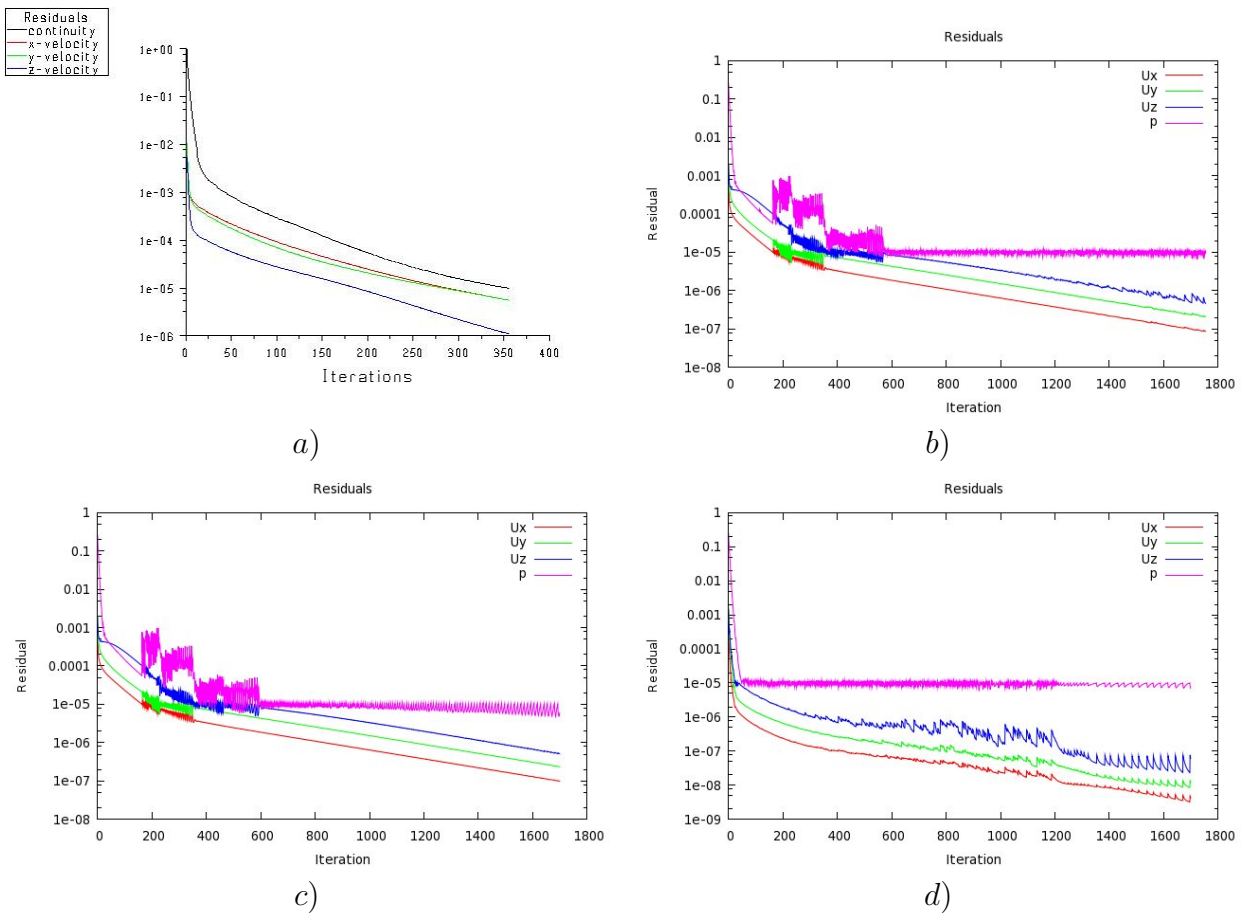 Residuals
continuity
x-velocity
y-velocity
z-velocity
1e+00
1e-01
1e-02
1e-03
1e-04
1e-05
1e-06
0 50 100 150 200 250 300 350 400
Iterations
a)
Residuals
Ux
Uy
Uz
p
1
0.1
0.01
0.001
0.0001
1e-05
1e-06
1e-07
1e-08
Residual
0 200 400 600 800 1000 1200 1400 1600 1800
Iteration
b)
Residuals
Ux
Uy
Uz
p
1
0.1
0.01
0.001
0.0001
1e-05
1e-06
1e-07
1e-08
Residual
0 200 400 600 800 1000 1200 1400 1600 1800
Iteration
c)
Residuals
Ux
Uy
Uz
p
1
0.1
0.01
0.001
0.0001
1e-05
1e-06
1e-07
1e-08
1e-09
Residual
0 200 400 600 800 1000 1200 1400 1600 1800
Iteration
d)